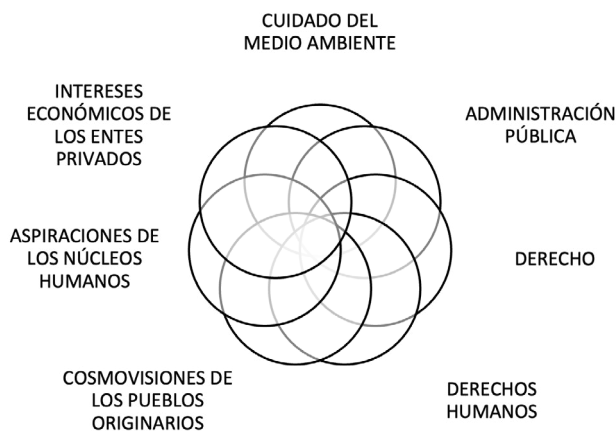 CUIDADO DEL
MEDIO AMBIENTE
INTERESES
ECONÓMICOS DE
LOS ENTES
PRIVADOS
ADMINISTRACIÓN
PÚBLICA
ASPIRACIONES DE
LOS NÚCLEOS
HUMANOS
DERECHO
COSMOVISIONES DE
LOS PUEBLOS
ORIGINARIOS
DERECHOS
HUMANOS